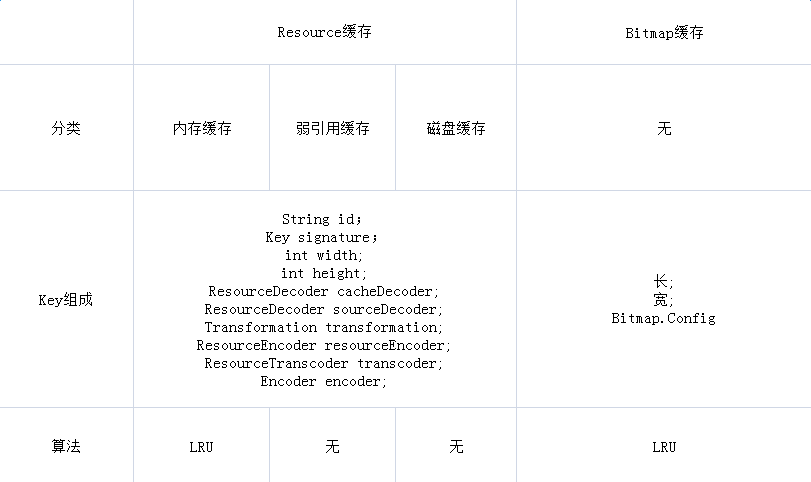 Resource缓存
Bitmap缓存
分类
内存缓存
弱引用缓存
磁盘缓存
无
Key组成
String id；
Key signature；
int width;
int height;
ResourceDecoder cacheDecoder;
ResourceDecoder sourceDecoder;
Transformation transformation;
ResourceEncoder resourceEncoder;
ResourceTranscoder transcoder;
Encoder encoder;
长;
宽;
Bitmap.Config
算法
LRU
无
无
LRU